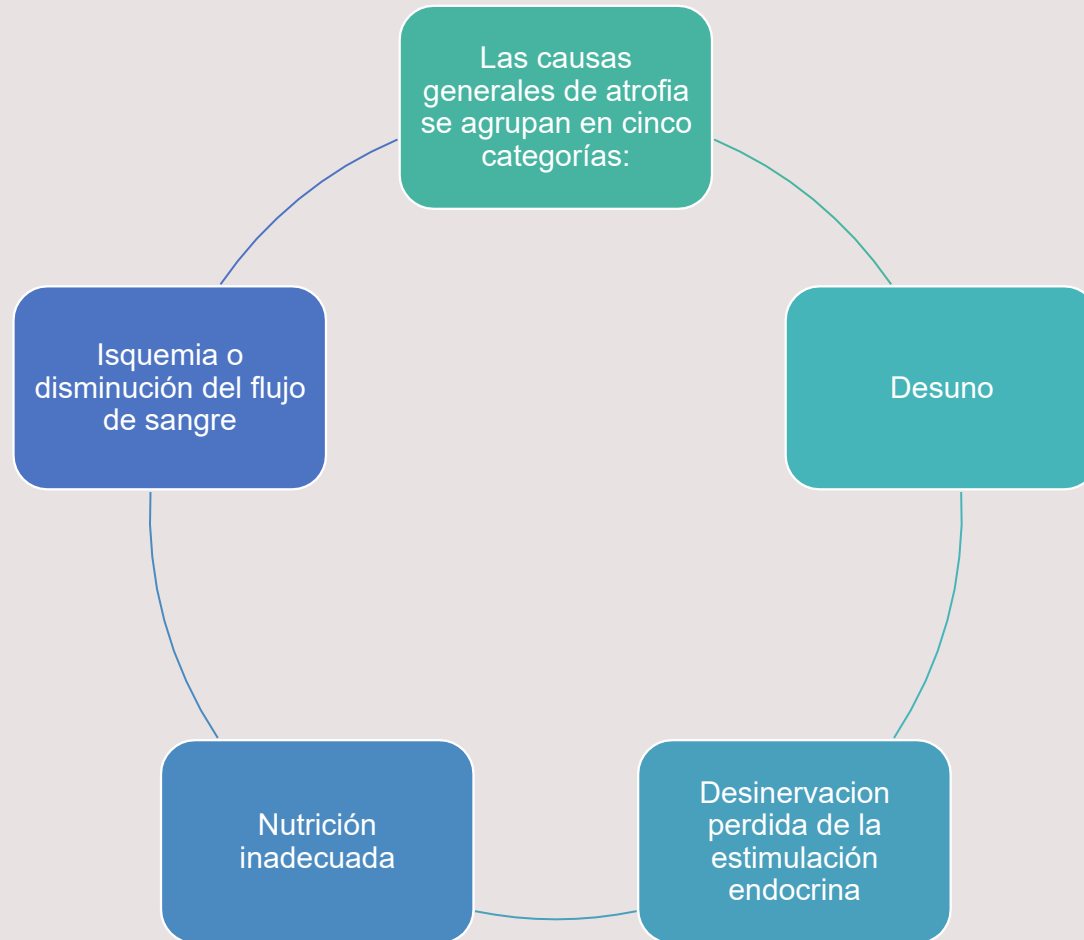 Las causas
generales de atrofia
se agrupan en cinco
categorías:
Desuno
Desinervacion
perdida de la
estimulación
endocrina
Nutrición
inadecuada
Isquemia o
disminución del flujo
de sangre